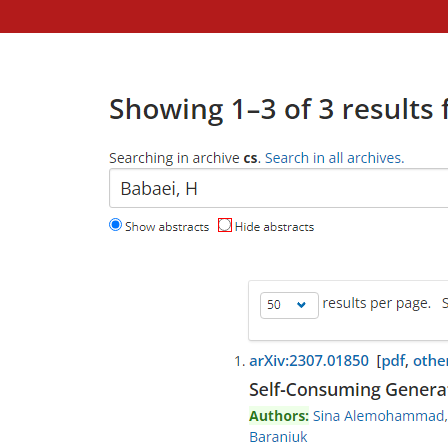 Showing 1–3 of 3 results f
Searching in archive cs. Search in all archives.
Babaei, H
Show abstracts Hide abstracts
50 results per page. S
1. arXiv:2307.01850 [pdf, other
Self-Consuming Genera
Authors: Sina Alemohammad,
Baraniuk